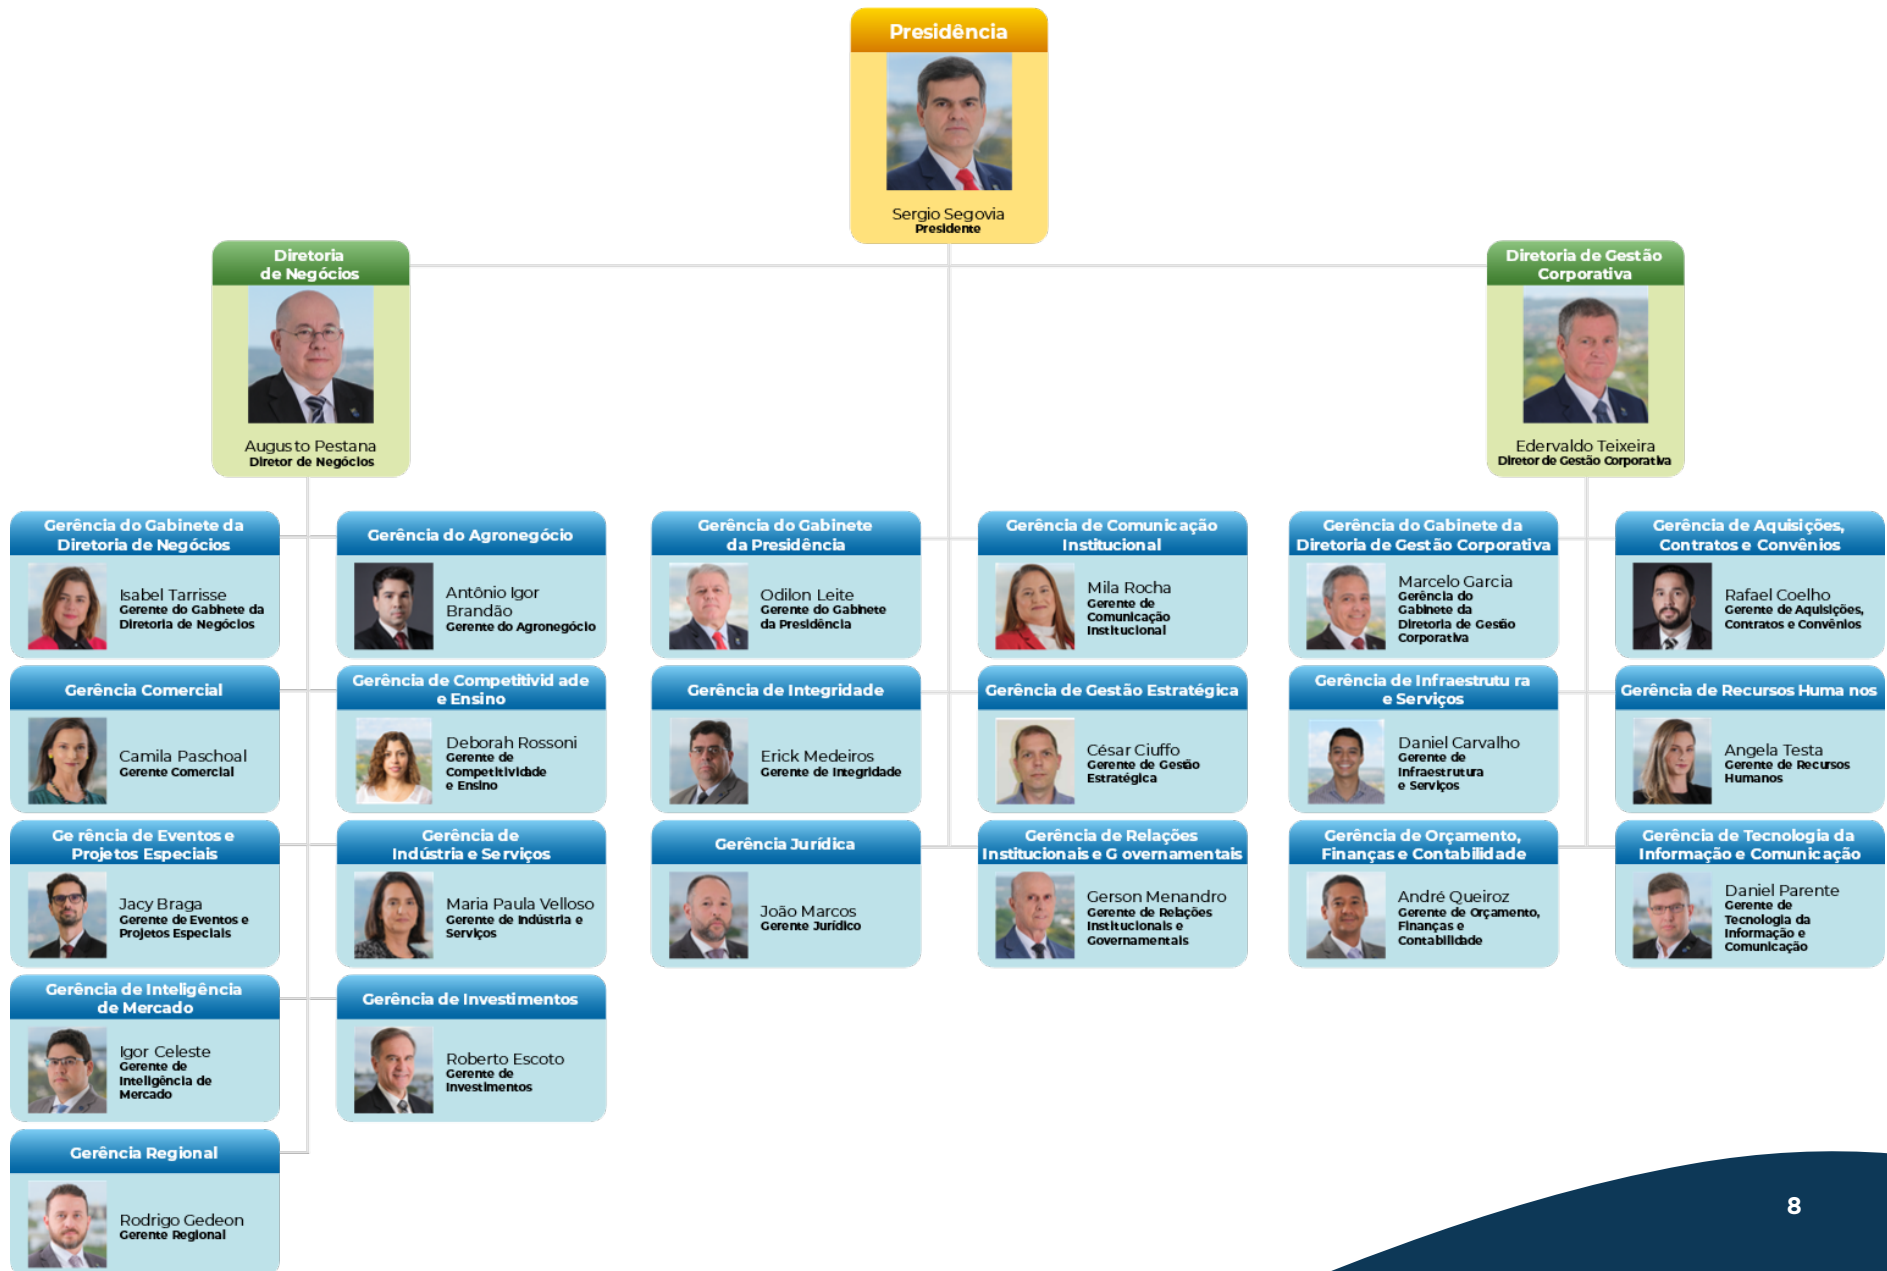 Presidência
Sergio Segovia
Presidente
Diretoria
de Negócios
Augusto Pestana
Diretor de Negócios
Diretoria de Gestão
Corporativa
Edervaldo Teixeira
Diretor de Gestão Corporativa
Gerência do Gabinete da
Diretoria de Negócios
Isabel Tarrisse
Gerente do Gabinete da
Diretoria de Negócios
Gerência do Agronegócio
Antônio Igor
Brandão
Gerente do Agronegócio
Gerência do Gabinete
da Presidência
Odilon Leite
Gerente do Gabinete
da Presidência
Gerência de Comunicação
Institucional
Mila Rocha
Gerente de
Comunicação
Institucional
Gerência do Gabinete da
Diretoria de Gestão Corporativa
Marcelo Garcia
Gerência do
Gabinete da
Diretoria de Gestão
Corporativa
Gerência de Aquisições,
Contratos e Convênios
Rafael Coelho
Gerente de Aquisições,
Contratos e Convênios
Gerência Comercial
Camila Paschoal
Gerente Comercial
Gerência de Competitividade
e Ensino
Deborah Rossoni
Gerente de
Competitividade
e Ensino
Gerência de Integridade
Erick Medeiros
Gerente de Integridade
Gerência de Gestão Estratégica
César Ciuffo
Gerente de Gestão
Estratégica
Gerência de Infraestrutura
e Serviços
Daniel Carvalho
Gerente de
Infraestrutura
e Serviços
Gerência de Recursos Humanos
Angela Testa
Gerente de Recursos
Humanos
Gerência de Eventos e
Projetos Especiais
Jacy Braga
Gerente de Eventos e
Projetos Especiais
Gerência de
Indústria e Serviços
Maria Paula Velloso
Gerente de Indústria e
Serviços
Gerência Jurídica
João Marcos
Gerente Jurídico
Gerência de Relações
Institucionais e Governamentais
Gerson Menandro
Gerente de Relações
Institucionais e
Governamentais
Gerência de Orçamento,
Finanças e Contabilidade
André Queiroz
Gerente de Orçamento,
Finanças e
Contabilidade
Gerência de Tecnologia da
Informação e Comunicação
Daniel Parente
Gerente de
Tecnologia da
Informação e
Comunicação
Gerência de Inteligência
de Mercado
Igor Celeste
Gerente de
Inteligência de
Mercado
Gerência de Investimentos
Roberto Escoto
Gerente de
Investimentos
Gerência Regional
Rodrigo Gedeon
Gerente Regional
8